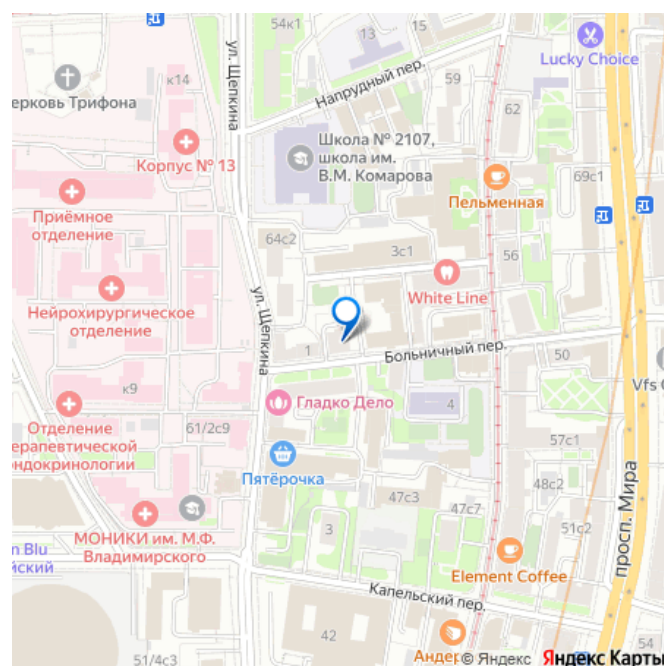 54к1
13
15
59
Lucky Choice
ул. Щепкина
Напрудный пер.
к14
62
ерковь Трифона
Корпус № 13
Школа № 2107,
школа им.
В.М. Комарова
69с1
Пельменная
Приёмное
отделение
64с2
3с1
56
White Line
ул. Щепкина
Нейрохирургическое
отделение
1
Больничный пер.
50
Vfs
к9
Гладко Дело
4
Отделение
ерапевтической
ндокринологии
61/2с9
57с1
Пятёрочка
47с3
47с7
48с2
51с2
просп. Мира
МОНИКИ им. М.Ф.
Владимирского
3
n Blu
йский
Element Coffee
Капельский пер.
42
Андер
54
51/4с3
© Яндекс Яндекс Карты